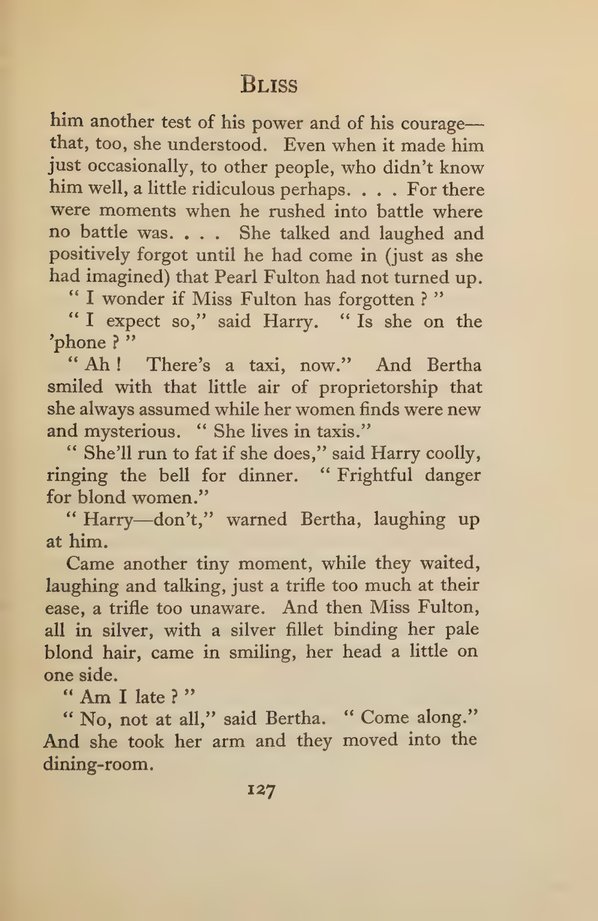 Bliss
him another test of his power and of his courage—
that, too, she understood. Even when it made him
just occasionally, to other people, who didn't know
him well, a little ridiculous perhaps. . . . For there
were moments when he rushed into battle where
no battle was. . . . She talked and laughed and
positively forgot until he had come in (just as she
had imagined) that Pearl Fulton had not turned up.
“ I wonder if Miss Fulton has forgotten ? ”
“ I expect so,” said Harry. “ Is she on the
’phone ? ”
“ Ah ! There's a taxi, now.” And Bertha
smiled with that little air of proprietorship that
she always assumed while her women finds were new
and mysterious. “ She lives in taxis.”
“ She'll run to fat if she does,” said Harry coolly,
ringing the bell for dinner. “ Frightful danger
for blond women.”
“ Harry—don't,” warned Bertha, laughing up
at him.
Came another tiny moment, while they waited,
laughing and talking, just a trifle too much at their
ease, a trifle too unaware. And then Miss Fulton,
all in silver, with a silver fillet binding her pale
blond hair, came in smiling, her head a little on
one side.
“ Am I late ? ”
“ No, not at all,” said Bertha. “ Come along.”
And she took her arm and they moved into the
dining-room.
127